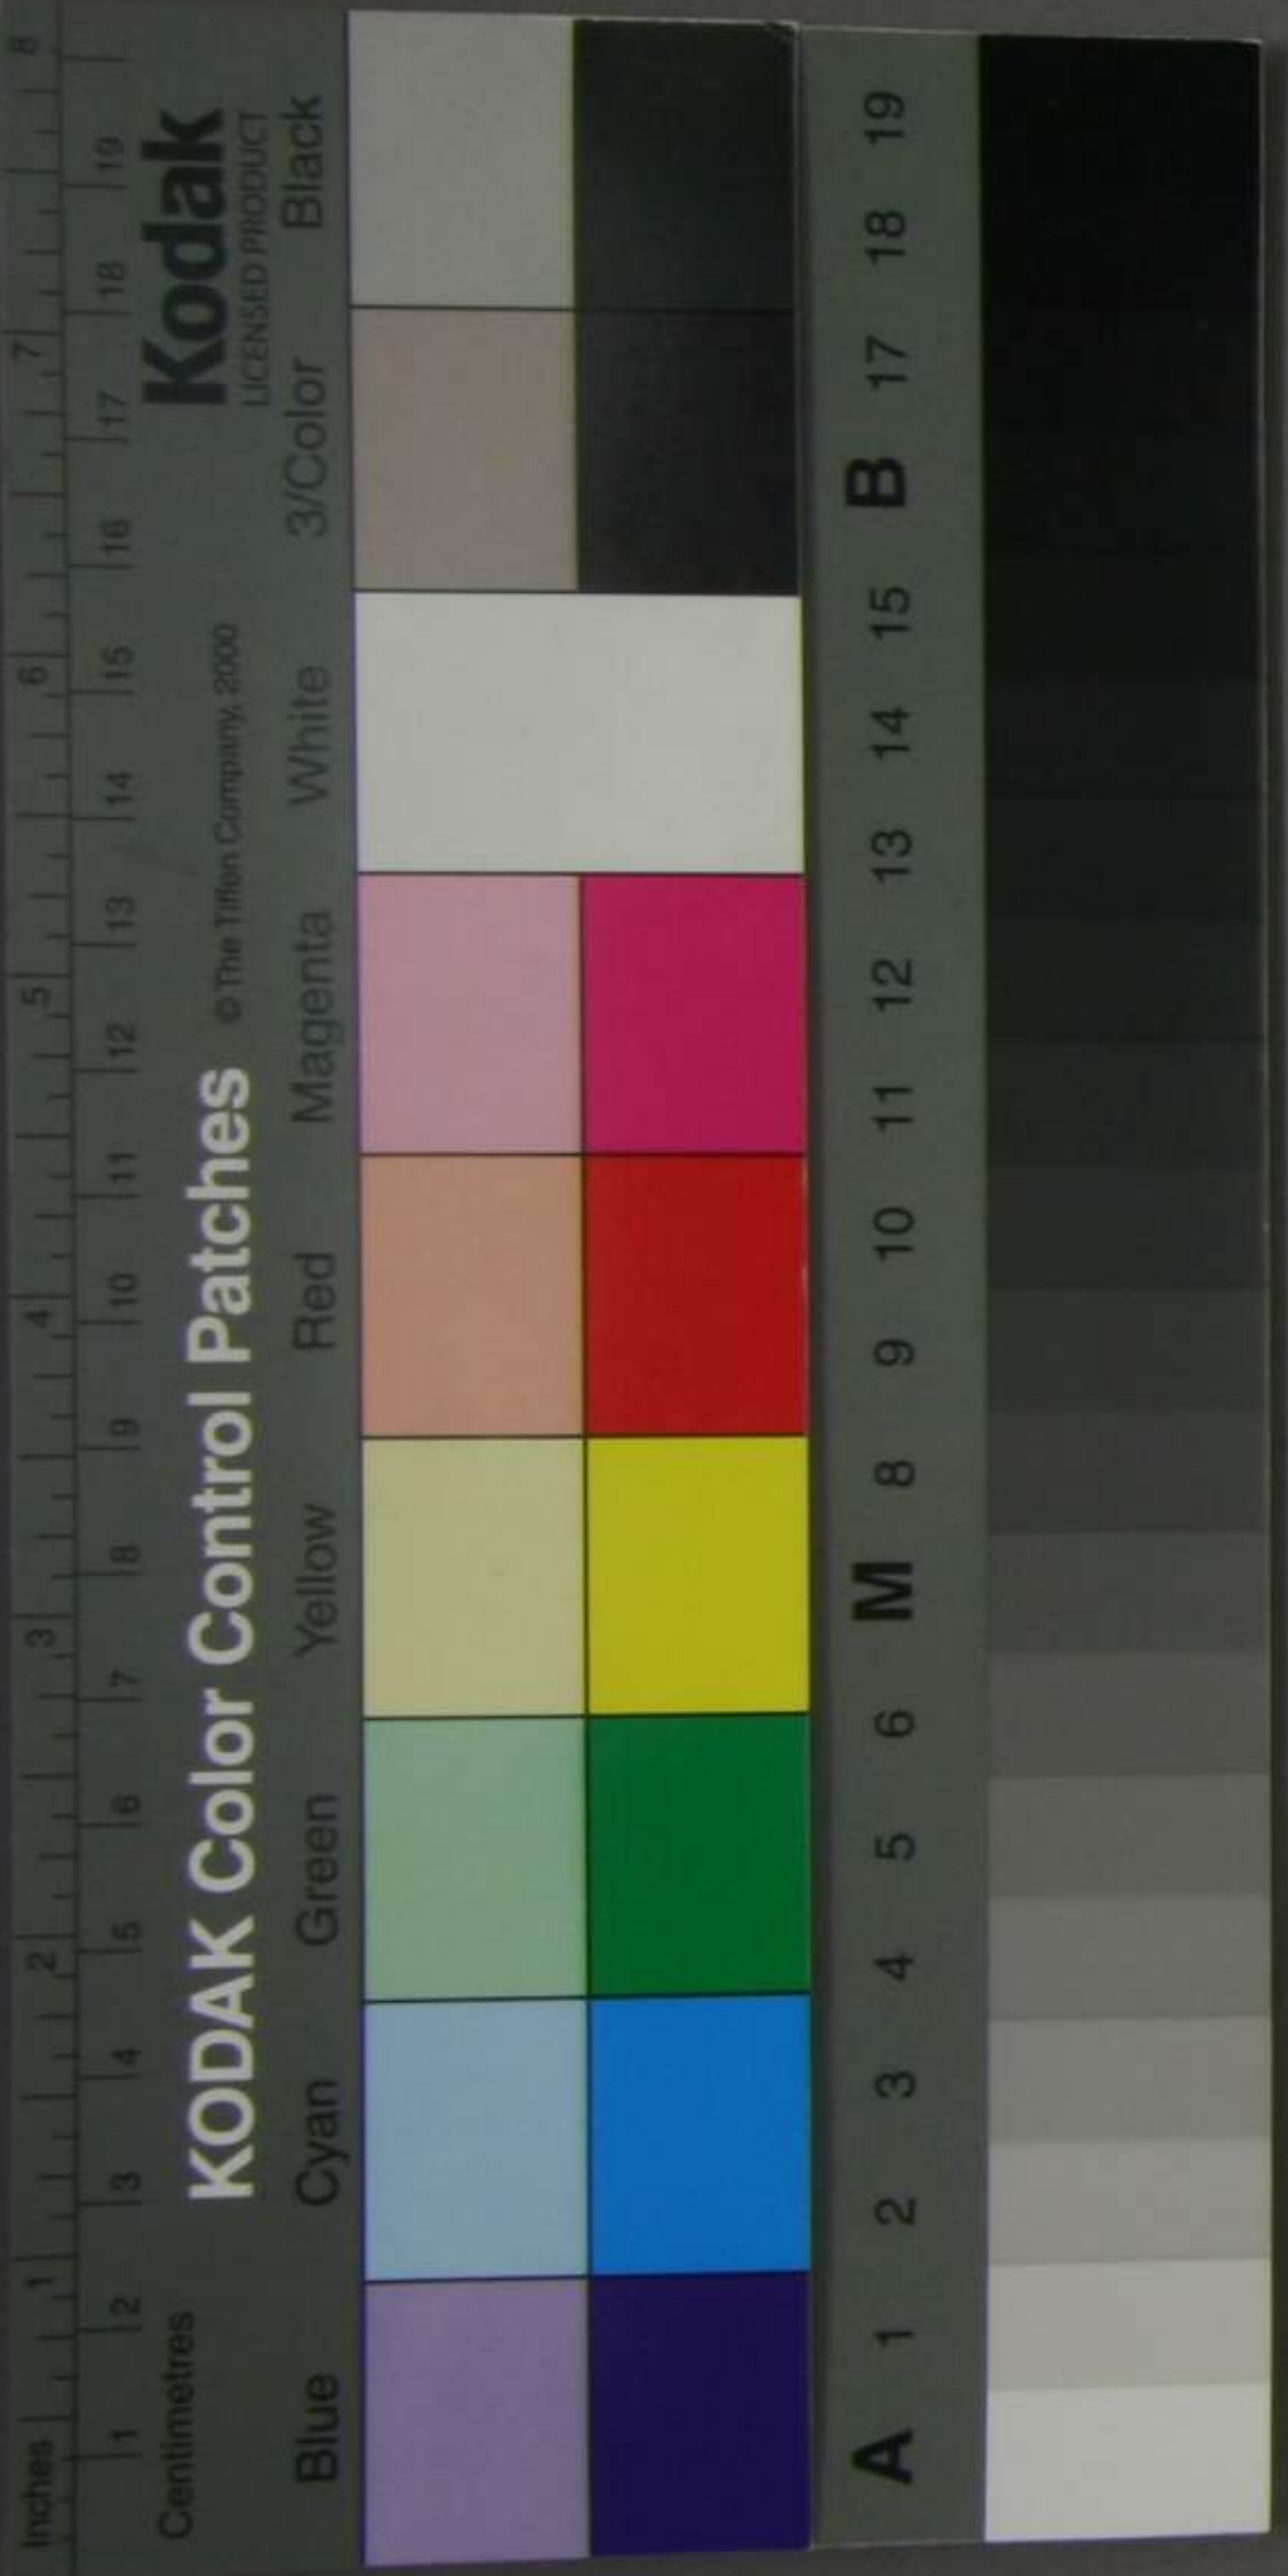 Inches 1 2 3 4 5 6 7 8
1 2 3 4 5 6 7 8 9 10 11 12 13 14 15 16 17 18 19
Centimetres
KODAK Color Control Patches © The Tiffen Company, 2000 Kodak
LICENSED PRODUCT
Blue Cyan Green Yellow Red Magenta White 3/Color Black
A 1 2 3 4 5 6 M 8 9 10 11 12 13 14 15 B 17 18 19